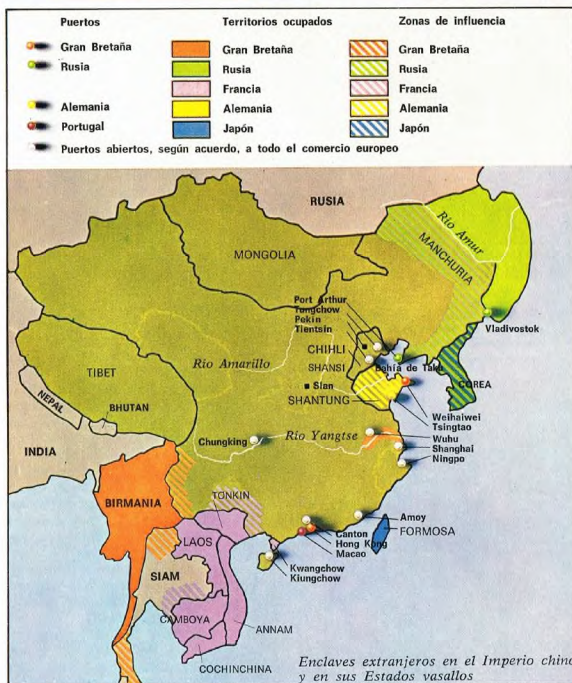 Puertos
Gran Bretaña
Rusia
Alemania
Portugal
Puertos abiertos, según acuerdo, a todo el comercio europeo
Territorios ocupados
Gran Bretaña
Rusia
Francia
Alemania
Japón
Zonas de influencia
Gran Bretaña
Rusia
Francia
Alemania
Japón
RUSIA
MONGOLIA
Río Amur
MANCHURIA
Port Arthur
Tungchow
Pekín
Tientsin
Vladivostok
CHIHLI
SHANSI
Bahía de Taku
COREA
Río Amarillo
TIBET
Sian
SHANTUNG
NEPAL
BHUTAN
Weihaiwei
Tsingtao
INDIA
Chungking
Río Yangtse
Wuhu
Shanghai
Ningpo
BIRMANIA
TONKIN
Amoy
FORMOSA
LAOS
Canton
Hong Kong
Macao
SIAM
Kwangchow
Kiungchow
CAMBOYA
ANNAM
COCHINCHINA
Enclaves extranjeros en el Imperio chino
y en sus Estados vasallos